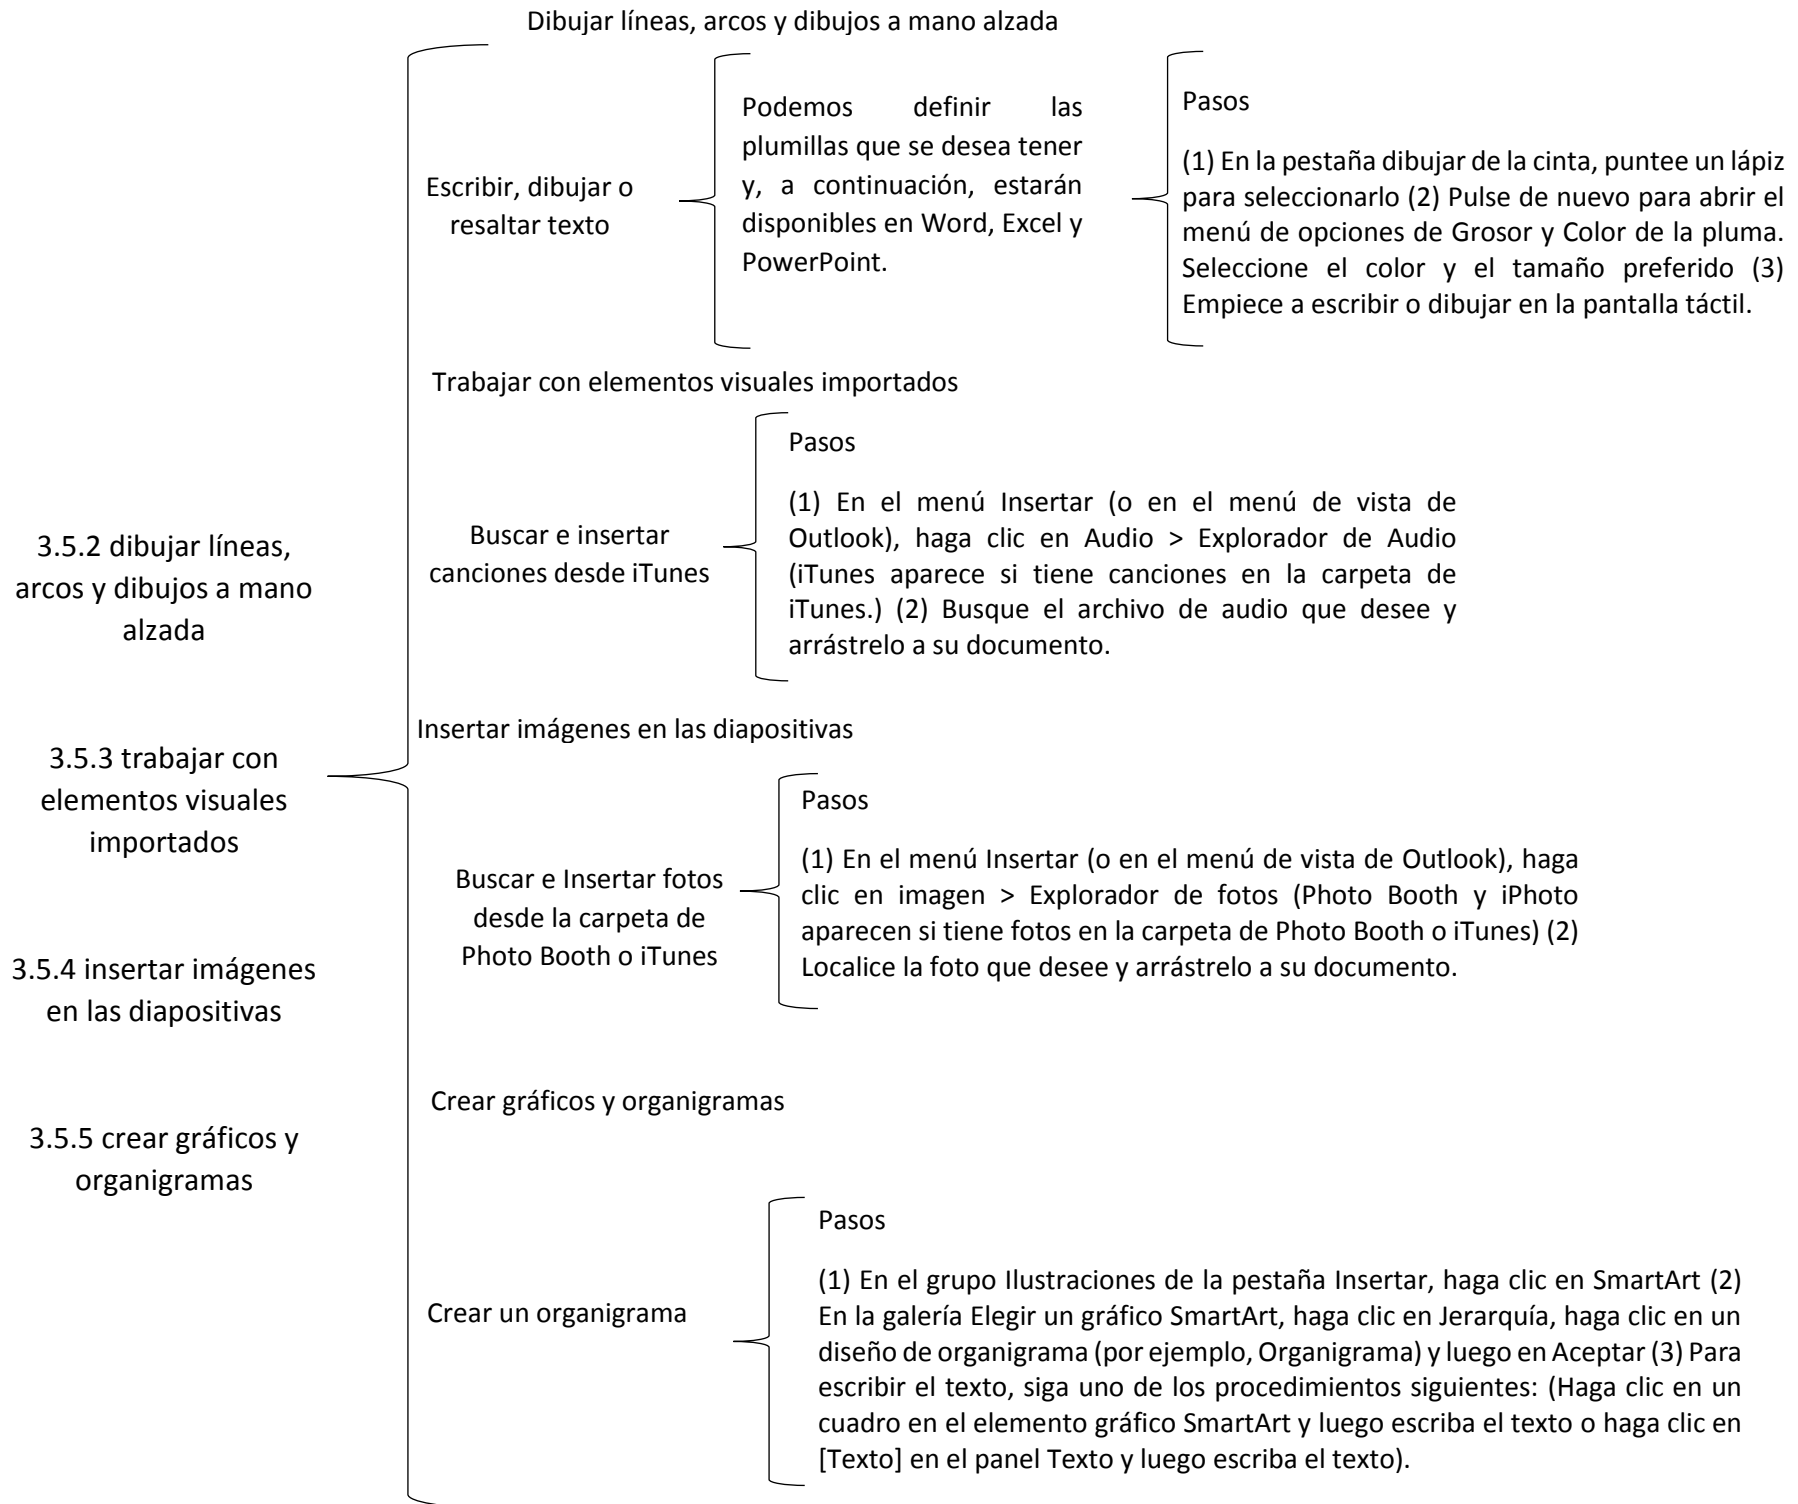 3.5.2 dibujar líneas,
arcos y dibujos a mano
alzada
3.5.3 trabajar con
elementos visuales
importados
3.5.4 insertar imágenes
en las diapositivas
3.5.5 crear gráficos y
organigramas
Dibujar líneas, arcos y dibujos a mano alzada
Escribir, dibujar o
resaltar texto
Podemos definir las
plumillas que se desea tener
y, a continuación, estarán
disponibles en Word, Excel y
PowerPoint.
Pasos
(1) En la pestaña dibujar de la cinta, puntee un lápiz
para seleccionarlo (2) Pulse de nuevo para abrir el
menú de opciones de Grosor y Color de la pluma.
Seleccione el color y el tamaño preferido (3)
Empiece a escribir o dibujar en la pantalla táctil.
Trabajar con elementos visuales importados
Buscar e insertar
canciones desde iTunes
Pasos
(1) En el menú Insertar (o en el menú de vista de
Outlook), haga clic en Audio > Explorador de Audio
(iTunes aparece si tiene canciones en la carpeta de
iTunes.) (2) Busque el archivo de audio que desee y
arrástrelo a su documento.
Insertar imágenes en las diapositivas
Buscar e Insertar fotos
desde la carpeta de
Photo Booth o iTunes
Pasos
(1) En el menú Insertar (o en el menú de vista de Outlook), haga
clic en imagen > Explorador de fotos (Photo Booth y iPhoto
aparecen si tiene fotos en la carpeta de Photo Booth o iTunes) (2)
Localice la foto que desee y arrástrelo a su documento.
Crear gráficos y organigramas
Crear un organigrama
Pasos
(1) En el grupo Ilustraciones de la pestaña Insertar, haga clic en SmartArt (2)
En la galería Elegir un gráfico SmartArt, haga clic en Jerarquía, haga clic en un
diseño de organigrama (por ejemplo, Organigrama) y luego en Aceptar (3) Para
escribir el texto, siga uno de los procedimientos siguientes: (Haga clic en un
cuadro en el elemento gráfico SmartArt y luego escriba el texto o haga clic en
[Texto] en el panel Texto y luego escriba el texto).